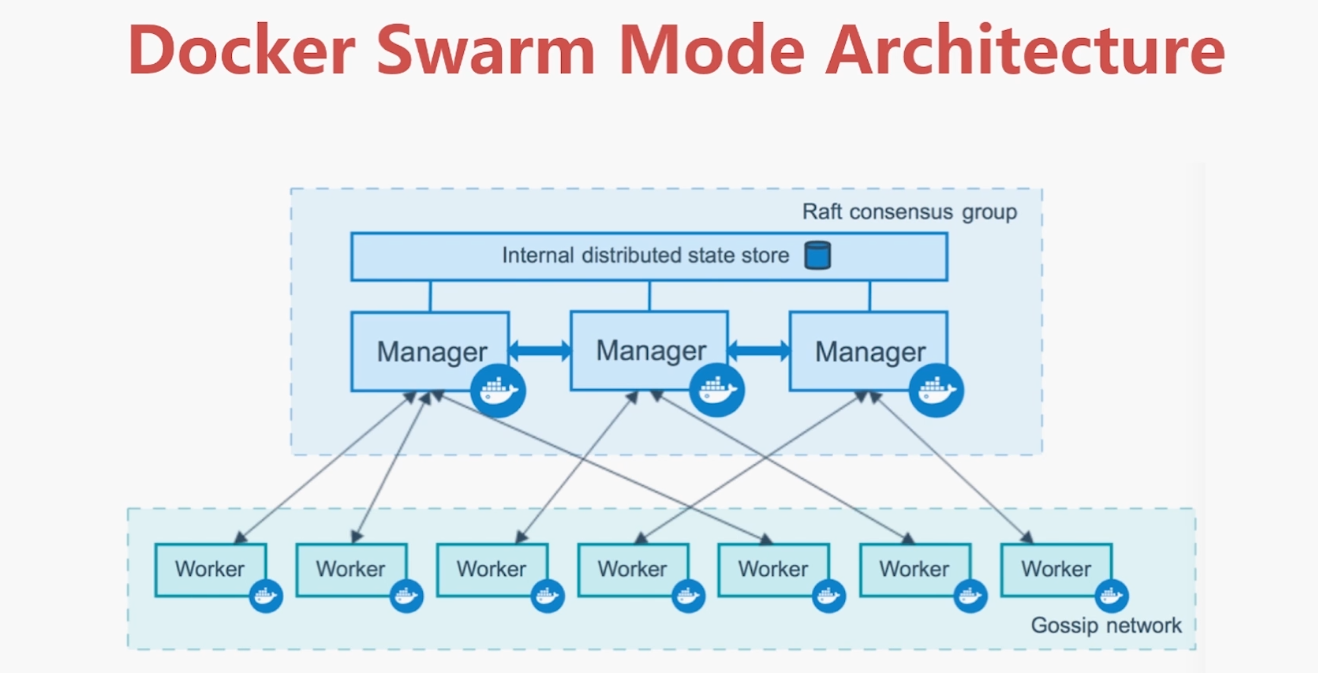 Docker Swarm Mode Architecture
Raft consensus group
Internal distributed state store
Manager
Manager
Manager
Worker
Worker
Worker
Worker
Worker
Worker
Worker
Gossip network